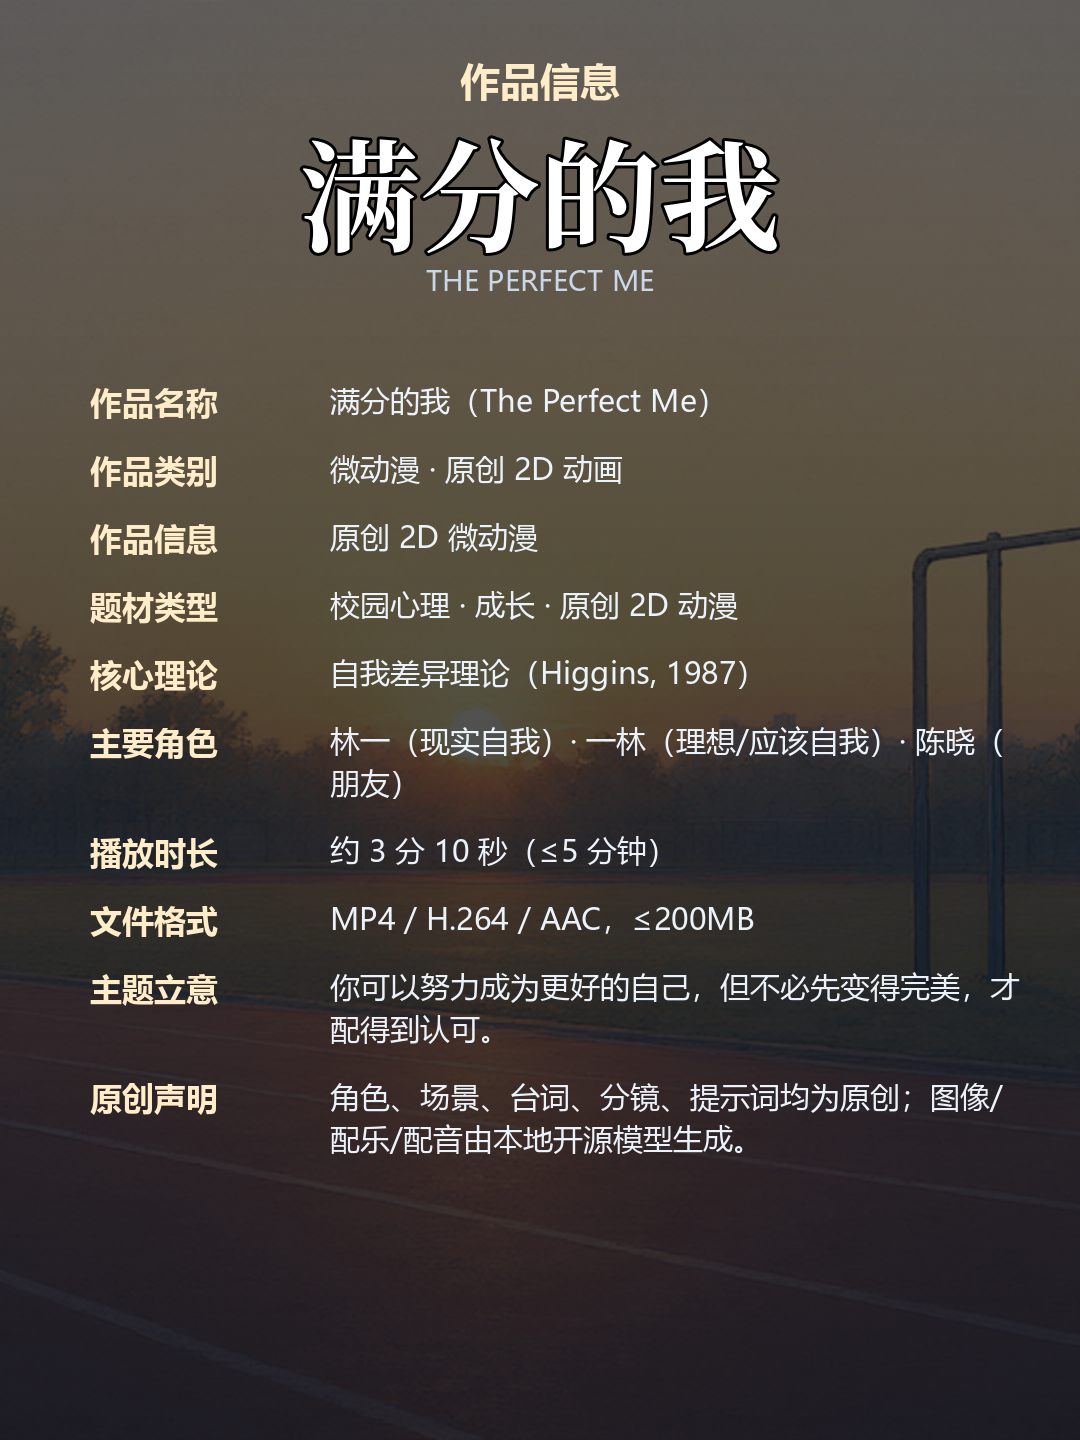 作品信息
满分的我
THE PERFECT ME
作品名称 满分的我（The Perfect Me）
作品类别 微动漫 · 原创 2D 动画
作品信息 原创 2D 微动漫
题材类型 校园心理 · 成长 · 原创 2D 动漫
核心理论 自我差异理论（Higgins, 1987）
主要角色 林一（现实自我）· 一林（理想/应该自我）· 陈晓（
朋友）
播放时长 约 3 分 10 秒（≤5 分钟）
文件格式 MP4 / H.264 / AAC，≤200MB
主题立意 你可以努力成为更好的自己，但不必先变得完美，才
配得到认可。
原创声明 角色、场景、台词、分镜、提示词均为原创；图像/
配乐/配音由本地开源模型生成。